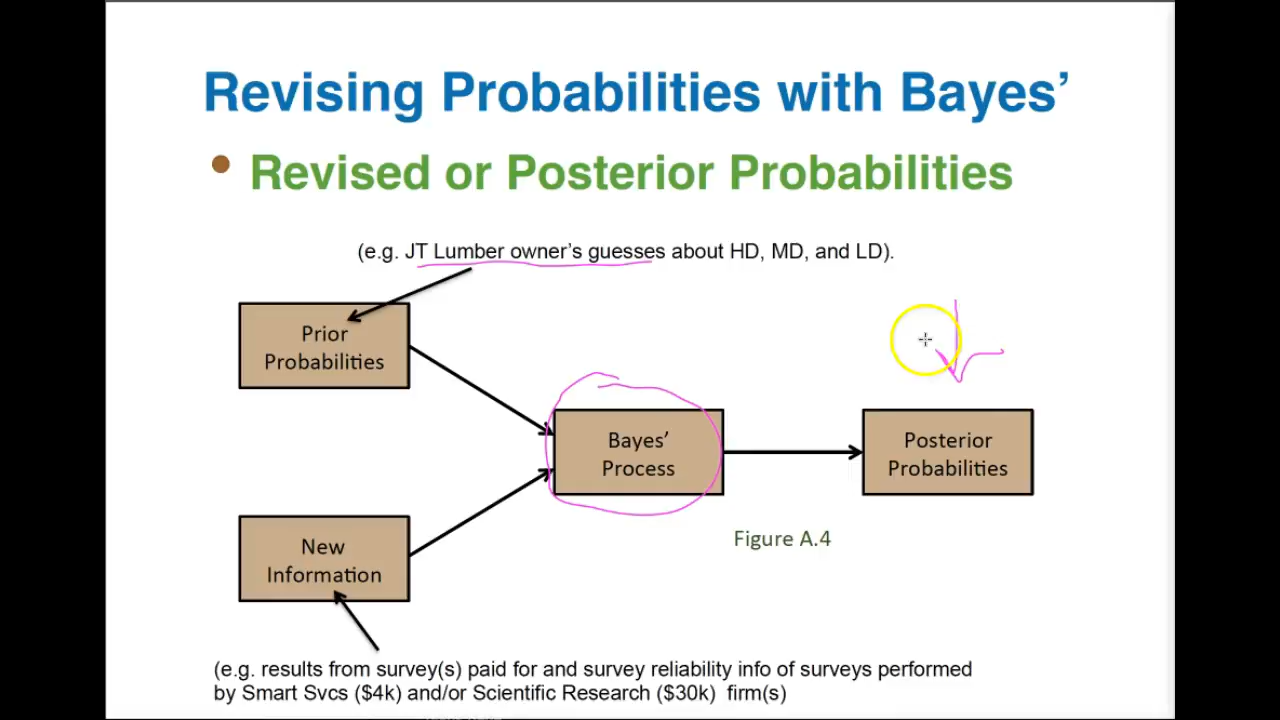 Revising Probabilities with Bayes’
• Revised or Posterior Probabilities
(e.g. JT Lumber owner’s guesses about HD, MD, and LD).
Prior
Probabilities
Bayes’
Process
Posterior
Probabilities
Figure A.4
New
Information
(e.g. results from survey(s) paid for and survey reliability info of surveys performed
by Smart Svcs ($4k) and/or Scientific Research ($30k) firm(s)